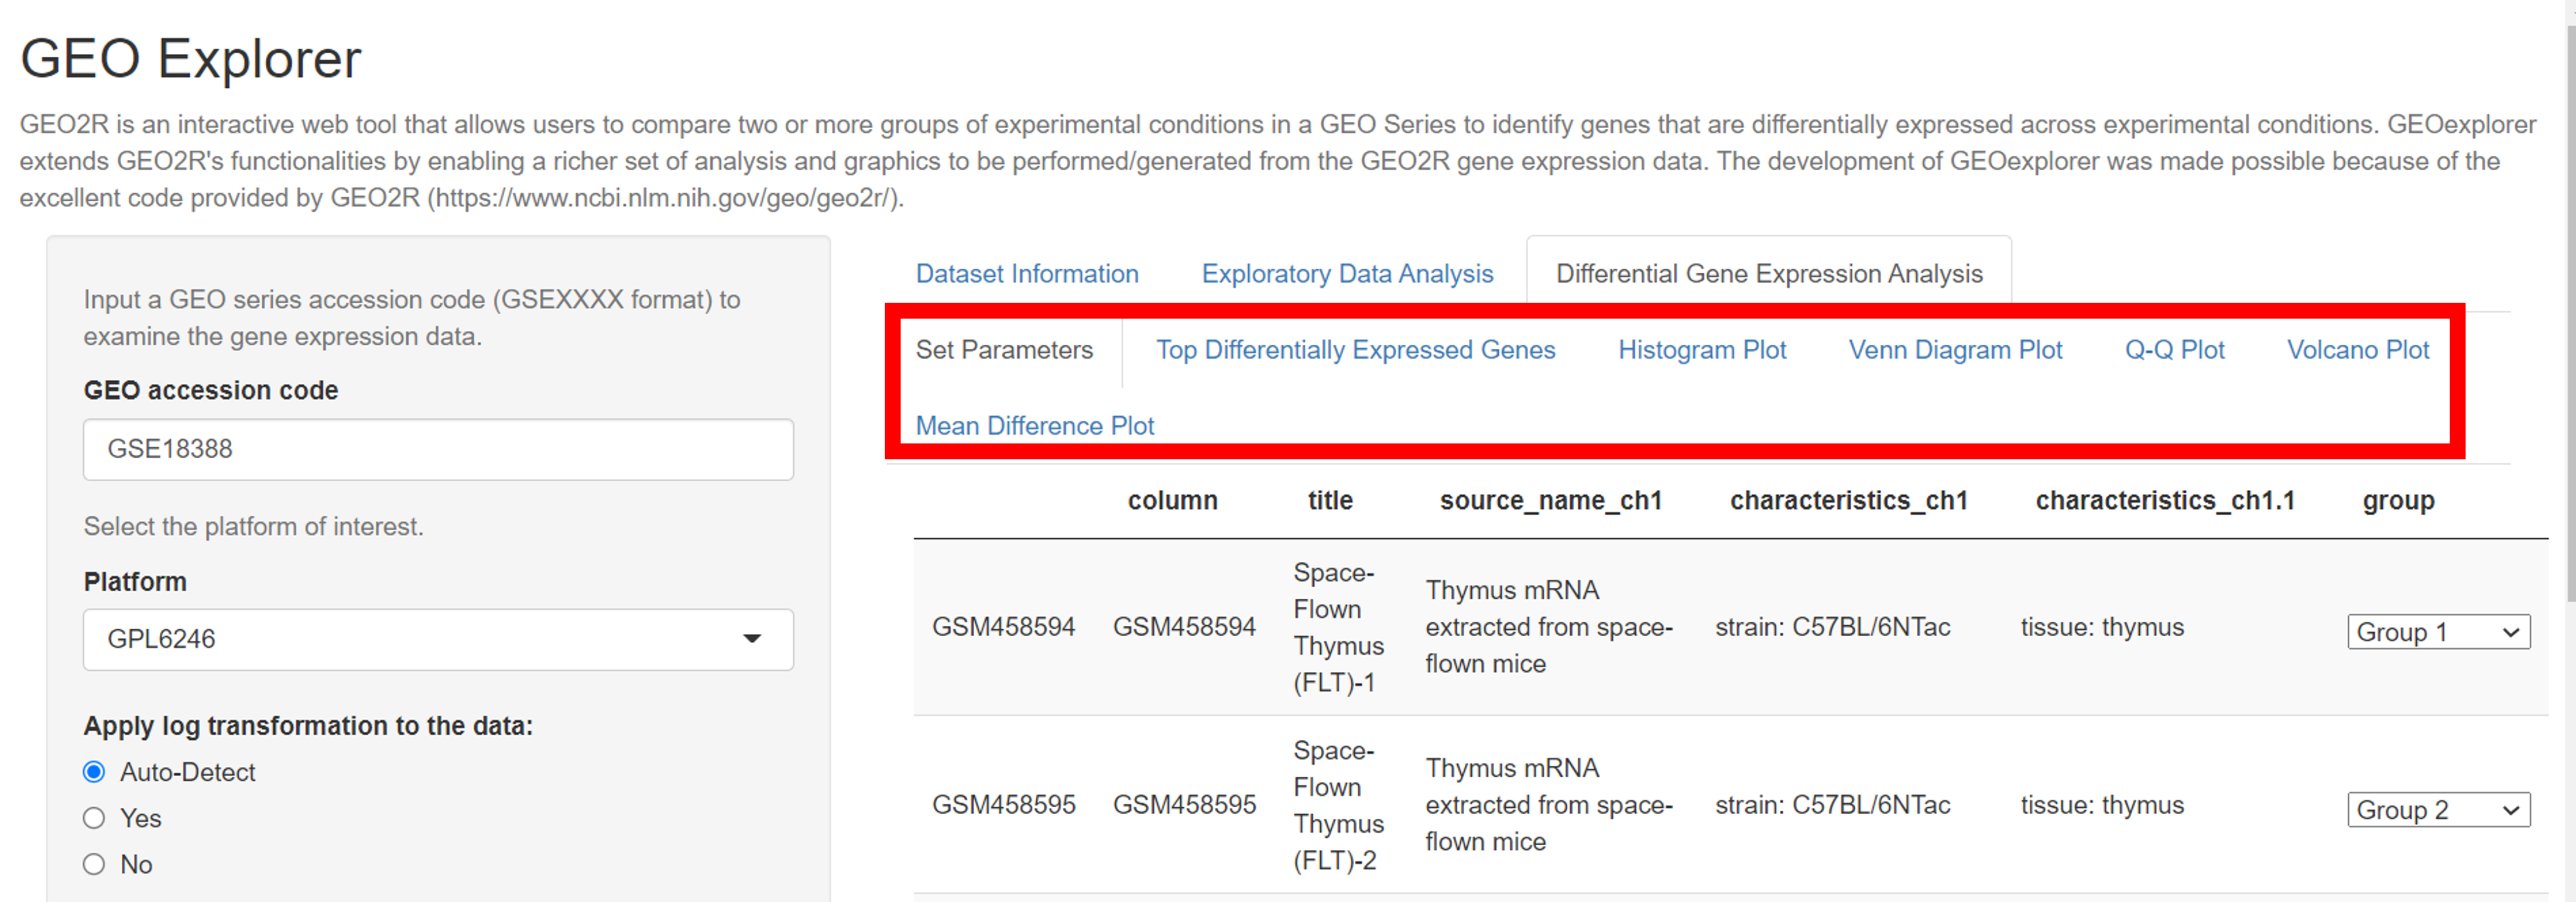 GEO Explorer
GEO2R is an interactive web tool that allows users to compare two or more groups of experimental conditions in a GEO Series to identify genes that are differentially expressed across experimental conditions. GEOexplorer
extends GEO2R's functionalities by enabling a richer set of analysis and graphics to be performed/generated from the GEO2R gene expression data. The development of GEOexplorer was made possible because of the
excellent code provided by GEO2R (https://www.ncbi.nlm.nih.gov/geo/geo2r/).
Input a GEO series accession code (GSEXXXX format) to
examine the gene expression data.
GEO accession code
GSE18388
Select the platform of interest.
Platform
GPL6246
Apply log transformation to the data:
Auto-Detect
Yes
No
Dataset Information Exploratory Data Analysis Differential Gene Expression Analysis
Set Parameters Top Differentially Expressed Genes Histogram Plot Venn Diagram Plot Q-Q Plot Volcano Plot
Mean Difference Plot
column title source_name_ch1 characteristics_ch1 characteristics_ch1.1 group
GSM458594 GSM458594 Space-
Flown
Thymus
(FLT)-1 Thymus mRNA
extracted from space-
flown mice strain: C57BL/6NTac tissue: thymus Group 1
GSM458595 GSM458595 Space-
Flown
Thymus
(FLT)-2 Thymus mRNA
extracted from space-
flown mice strain: C57BL/6NTac tissue: thymus Group 2